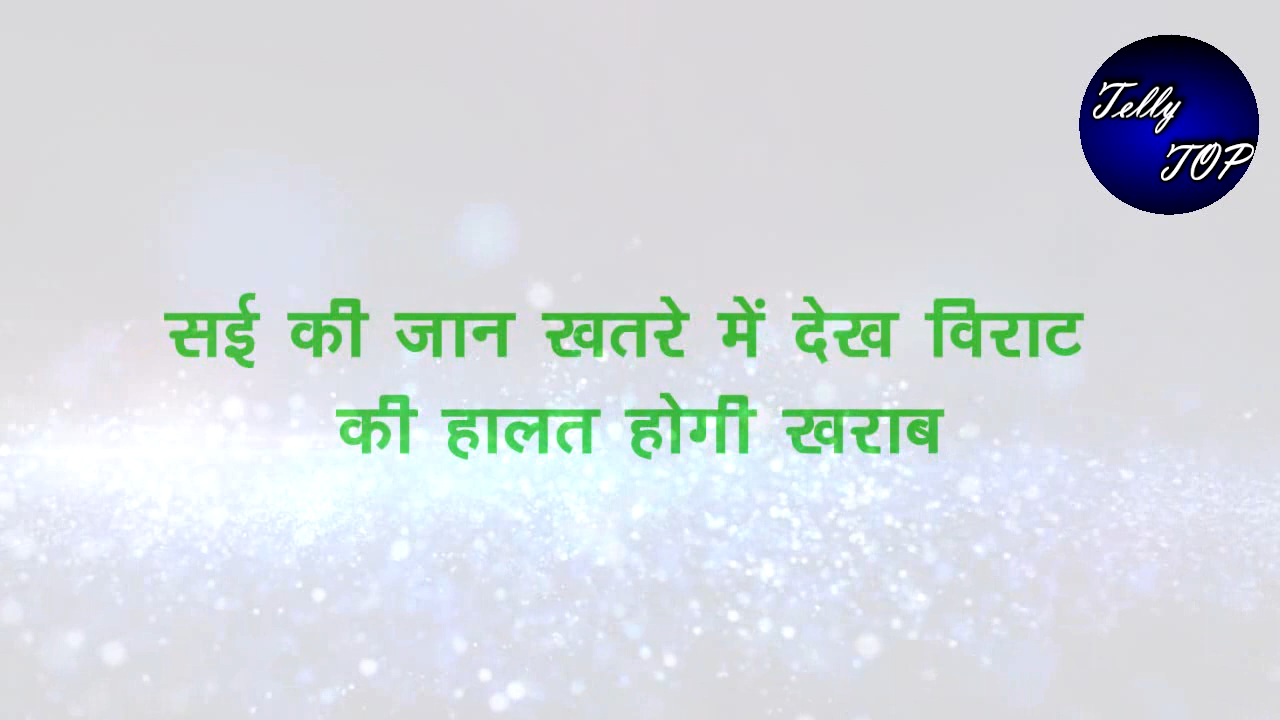 Telly
TOP
सई की जान खतरे में देख विराट
की हालत होगी खराब